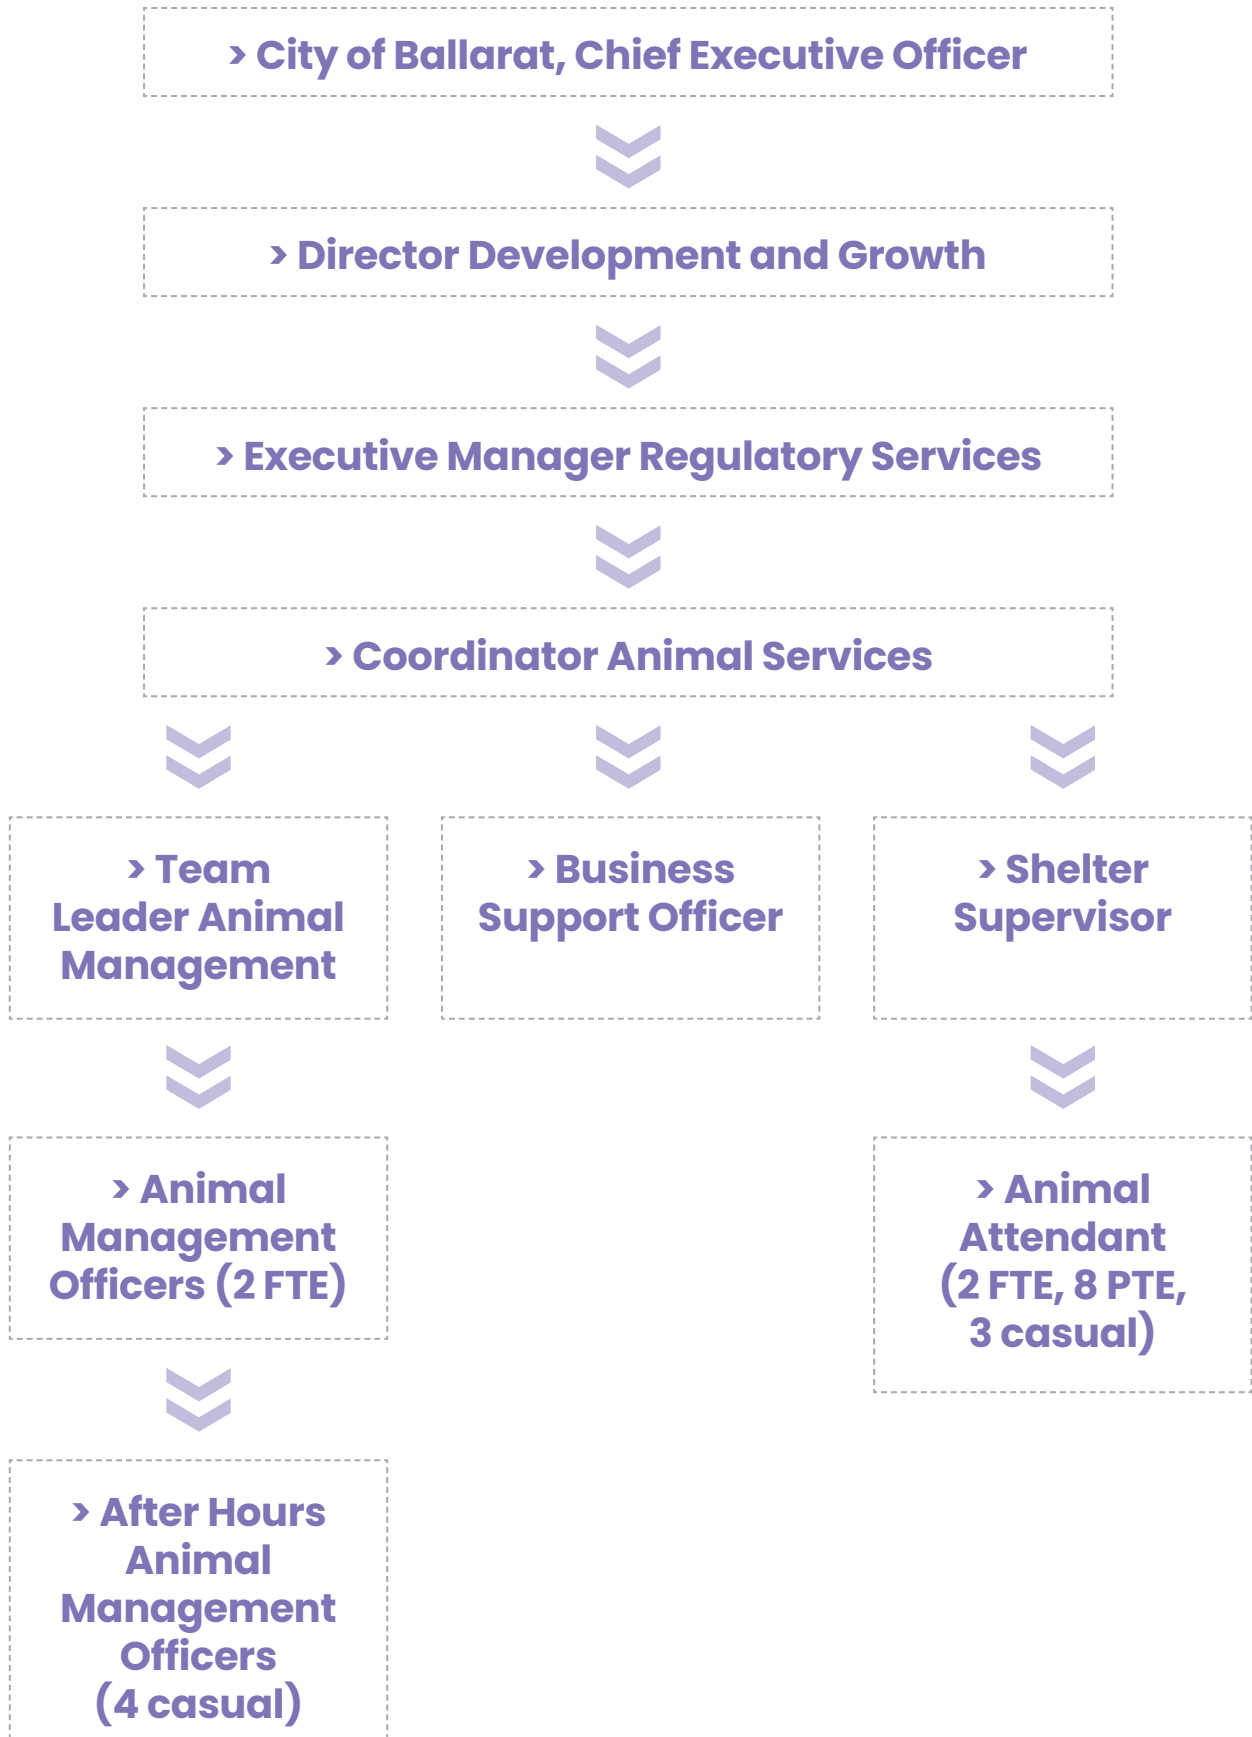 > City of Ballarat, Chief Executive Officer
> Director Development and Growth
> Executive Manager Regulatory Services
> Coordinator Animal Services
> Team
Leader Animal
Management
> Business
Support Officer
> Shelter
Supervisor
> Animal
Management
Officers (2 FTE)
> Animal
Attendant
(2 FTE, 8 PTE,
3 casual)
> After Hours
Animal
Management
Officers
(4 casual)